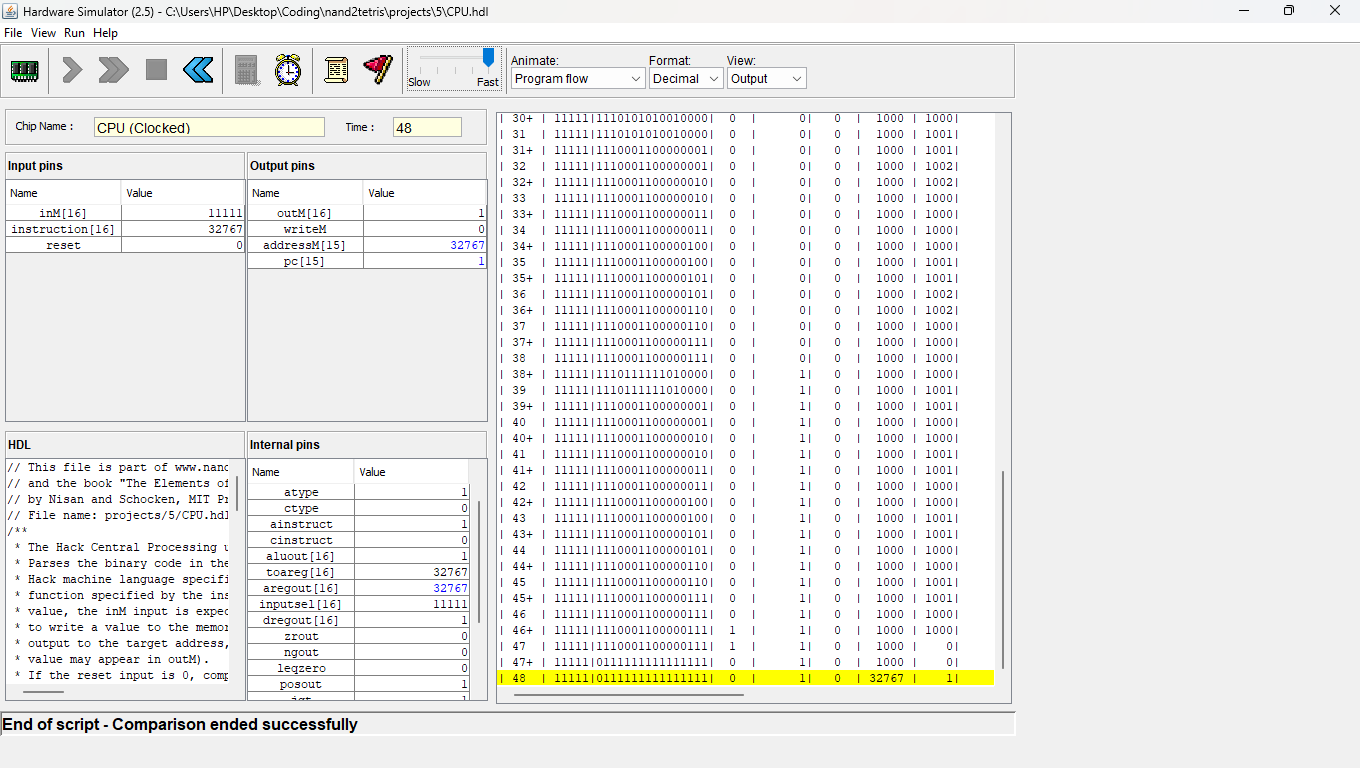 Hardware Simulator (2.5) - C:\Users\HP\Desktop\Coding\nand2tetris\projects\5\CPU.hdl
File View Run Help
Slow Fast
Animate: Format: View:
Program flow Decimal Output
Chip Name : CPU (Clocked) Time : 48
Input pins
Name Value
inM[16] 11111
instruction[16] 32767
reset 0
Output pins
Name Value
outM[16] 1
writeM 0
addressM[15] 32767
pc[15] 1
HDL
// This file is part of www.nand
// and the book "The Elements of
// by Nisan and Schocken, MIT Pr
// File name: projects/5/CPU.hdl
/**
* The Hack Central Processing u
* Parses the binary code in the
* Hack machine language specifi
* function specified by the ins
* value, the inM input is expec
* to write a value to the memor
* output to the target address,
* value may appear in outM).
* If the reset input is 0, comp
Internal pins
Name Value
atype 1
ctype 0
ainstruct 1
cinstruct 0
aluout[16] 1
toareg[16] 32767
aregout[16] 32767
inputsel[16] 11111
dregout[16] 1
zrout 0
ngout 0
leqzero 0
posout 1
| 30+ | 11111|1110101010010000| 0 | 0| 0 | 1000 | 1000|
| 31 | 11111|1110101010010000| 0 | 0| 0 | 1000 | 1001|
| 31+ | 11111|1110001100000001| 0 | 0| 0 | 1000 | 1001|
| 32 | 11111|1110001100000001| 0 | 0| 0 | 1000 | 1002|
| 32+ | 11111|1110001100000010| 0 | 0| 0 | 1000 | 1002|
| 33 | 11111|1110001100000010| 0 | 0| 0 | 1000 | 1000|
| 33+ | 11111|1110001100000011| 0 | 0| 0 | 1000 | 1000|
| 34 | 11111|1110001100000011| 0 | 0| 0 | 1000 | 1000|
| 34+ | 11111|1110001100000100| 0 | 0| 0 | 1000 | 1000|
| 35 | 11111|1110001100000100| 0 | 0| 0 | 1000 | 1001|
| 35+ | 11111|1110001100000101| 0 | 0| 0 | 1000 | 1001|
| 36 | 11111|1110001100000101| 0 | 0| 0 | 1000 | 1002|
| 36+ | 11111|1110001100000110| 0 | 0| 0 | 1000 | 1002|
| 37 | 11111|1110001100000110| 0 | 0| 0 | 1000 | 1000|
| 37+ | 11111|1110001100000111| 0 | 0| 0 | 1000 | 1000|
| 38 | 11111|1110001100000111| 0 | 0| 0 | 1000 | 1000|
| 38+ | 11111|1110111111010000| 0 | 1| 0 | 1000 | 1000|
| 39 | 11111|1110111111010000| 0 | 1| 0 | 1000 | 1001|
| 39+ | 11111|1110001100000001| 0 | 1| 0 | 1000 | 1001|
| 40 | 11111|1110001100000001| 0 | 1| 0 | 1000 | 1000|
| 40+ | 11111|1110001100000010| 0 | 1| 0 | 1000 | 1000|
| 41 | 11111|1110001100000010| 0 | 1| 0 | 1000 | 1001|
| 41+ | 11111|1110001100000011| 0 | 1| 0 | 1000 | 1001|
| 42 | 11111|1110001100000011| 0 | 1| 0 | 1000 | 1000|
| 42+ | 11111|1110001100000100| 0 | 1| 0 | 1000 | 1000|
| 43 | 11111|1110001100000100| 0 | 1| 0 | 1000 | 1001|
| 43+ | 11111|1110001100000101| 0 | 1| 0 | 1000 | 1001|
| 44 | 11111|1110001100000101| 0 | 1| 0 | 1000 | 1000|
| 44+ | 11111|1110001100000110| 0 | 1| 0 | 1000 | 1000|
| 45 | 11111|1110001100000110| 0 | 1| 0 | 1000 | 1001|
| 45+ | 11111|1110001100000111| 0 | 1| 0 | 1000 | 1001|
| 46 | 11111|1110001100000111| 0 | 1| 0 | 1000 | 1000|
| 46+ | 11111|1110001100000111| 1 | 1| 0 | 1000 | 1000|
| 47 | 11111|1110001100000111| 1 | 1| 0 | 1000 | 0|
| 47+ | 11111|0111111111111111| 0 | 1| 0 | 1000 | 0|
| 48 | 11111|0111111111111111| 0 | 1| 0 | 32767 | 1|
End of script - Comparison ended successfully